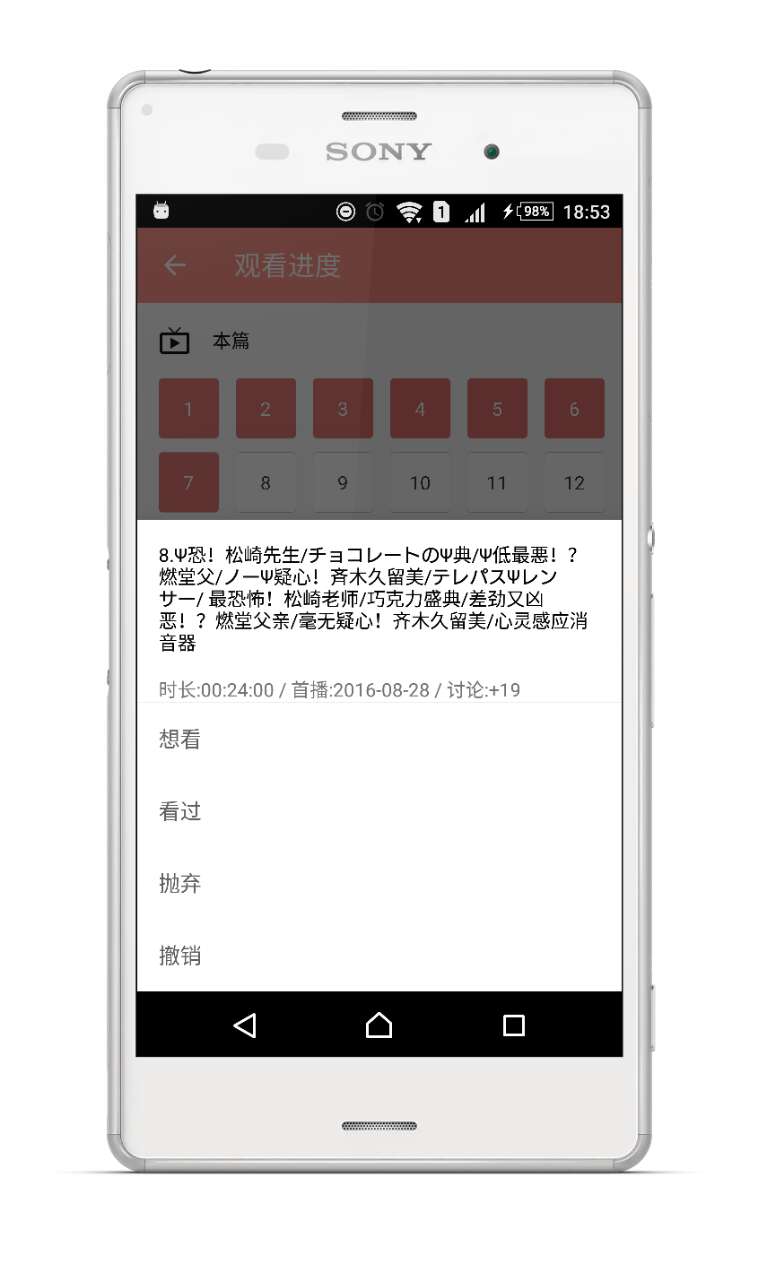 SONY
1 98% 18:53
观看进度
本篇
1 2 3 4 5 6
7 8 9 10 11 12
8.Ψ恐！松崎先生/チョコレートのΨ典/Ψ低最悪！？
燃堂父/ノーΨ疑心！斉木久留美/テレパスΨレン
サー/ 最恐怖！松崎老师/巧克力盛典/差劲又凶
恶！？燃堂父亲/毫无疑心！齐木久留美/心灵感应消
音器
时长:00:24:00 / 首播:2016-08-28 / 讨论:+19
想看
看过
抛弃
撤销